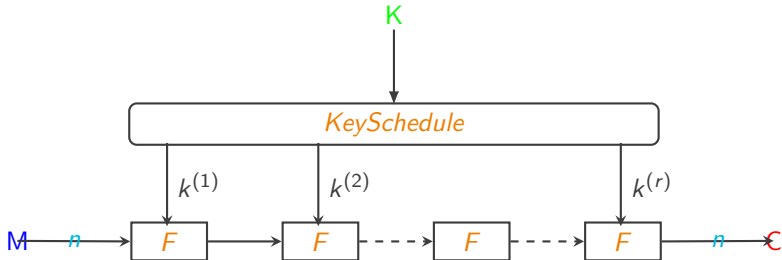 K
KeySchedule
k^{(1)} k^{(2)} k^{(r)}
M n F F F F n C